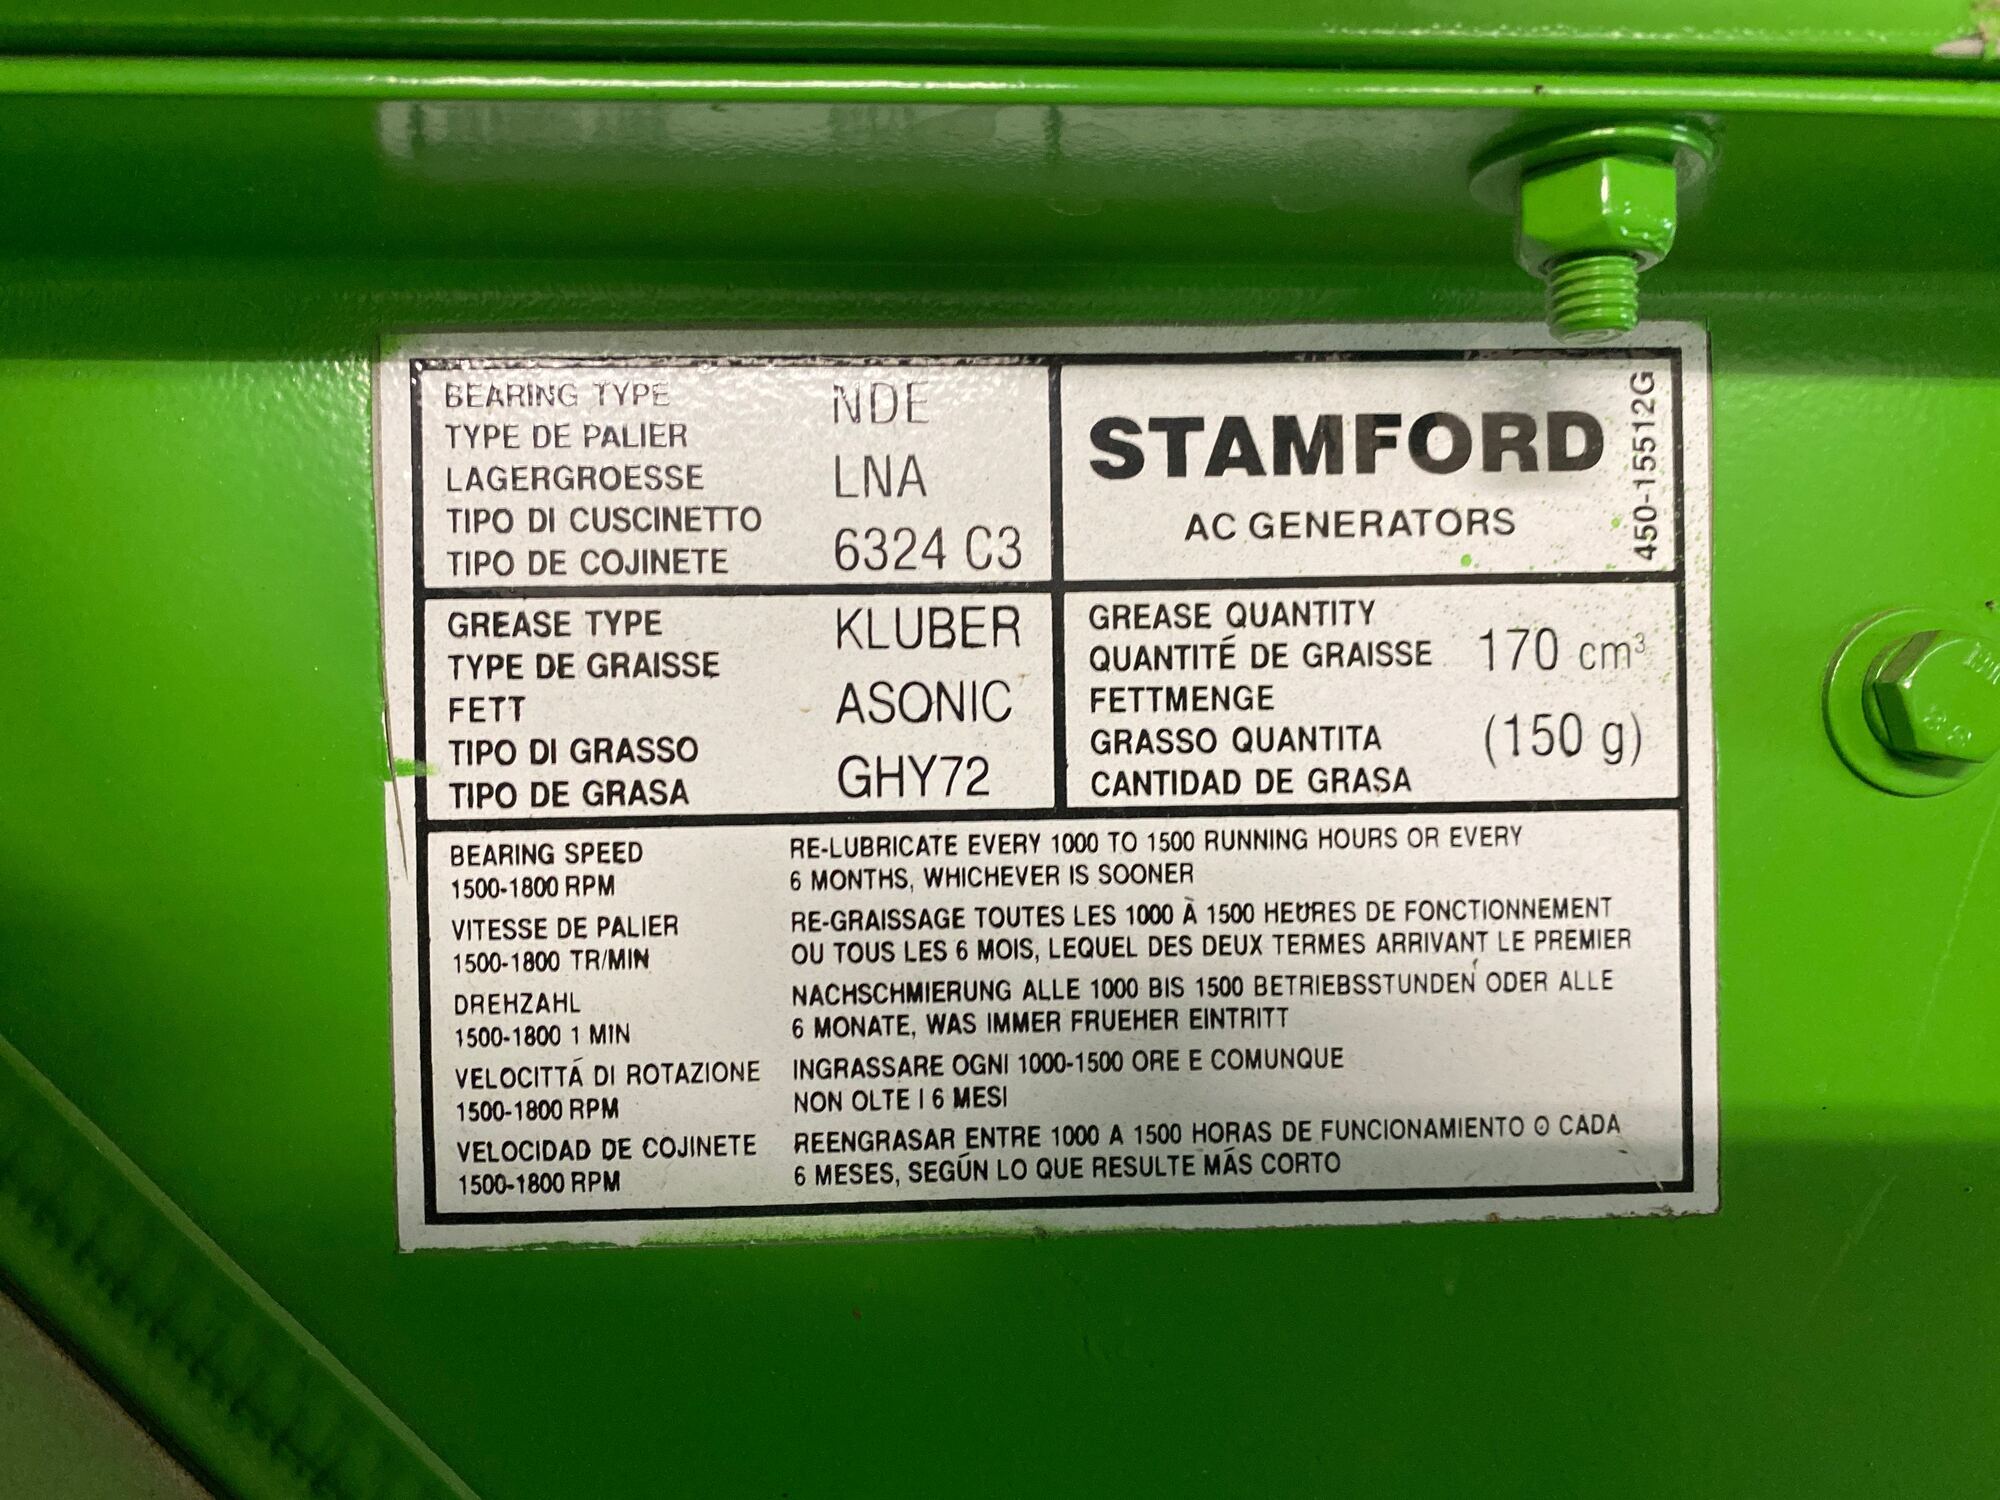 BEARING TYPE
TYPE DE PALIER
LAGERGROESSE
TIPO DI CUSCINETTO
TIPO DE COJINETE
NDE
LNA
6324 C3
STAMFORD
AC GENERATORS
450-15512G
GREASE TYPE
TYPE DE GRAISSE
FETT
TIPO DI GRASSO
TIPO DE GRASA
KLUBER
ASONIC
GHY72
GREASE QUANTITY
QUANTITÉ DE GRAISSE
FETTMENGE
GRASSO QUANTITA
CANTIDAD DE GRASA
170 cm³
(150 g)
BEARING SPEED
1500-1800 RPM
RE-LUBRICATE EVERY 1000 TO 1500 RUNNING HOURS OR EVERY
6 MONTHS, WHICHEVER IS SOONER
VITESSE DE PALIER
1500-1800 TR/MIN
RE-GRAISSAGE TOUTES LES 1000 À 1500 HEURES DE FONCTIONNEMENT
OU TOUS LES 6 MOIS, LEQUEL DES DEUX TERMES ARRIVANT LE PREMIER
DREHZAHL
1500-1800 1 MIN
NACHSCHMIERUNG ALLE 1000 BIS 1500 BETRIEBSSTUNDEN ODER ALLE
6 MONATE, WAS IMMER FRUEHER EINTRITT
VELOCITTÁ DI ROTAZIONE
1500-1800 RPM
INGRASSARE OGNI 1000-1500 ORE E COMUNQUE
NON OLTE I 6 MESI
VELOCIDAD DE COJINETE
1500-1800 RPM
REENGRASAR ENTRE 1000 A 1500 HORAS DE FUNCIONAMIENTO O CADA
6 MESES, SEGÚN LO QUE RESULTE MÁS CORTO